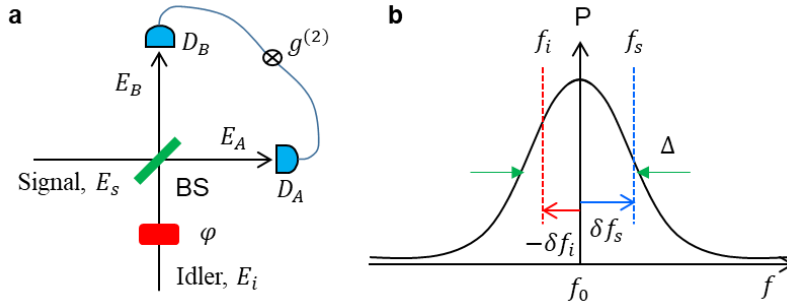 a
D_B
g^{(2)}
E_B
E_A
Signal, E_s
BS
D_A
φ
Idler, E_i
b
P
f_i
f_s
Δ
−δf_i
δf_s
f_0
f